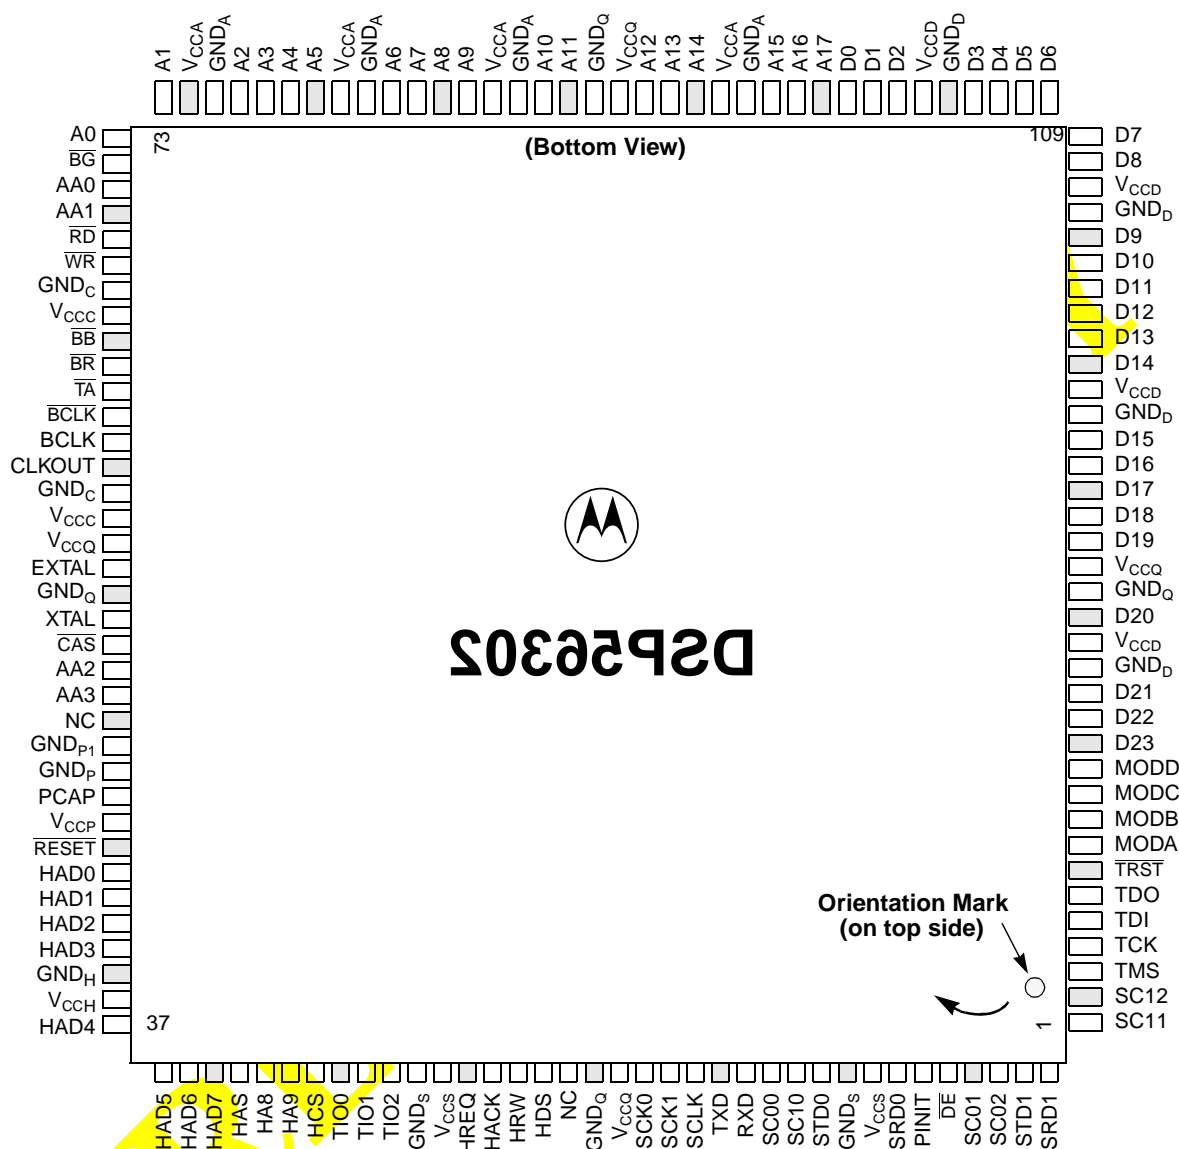 A1
VCCA
GNDA
A2
A3
A4
A5
VCCA
GNDA
A6
A7
A8
A9
VCCA
GNDA
A10
A11
GNDQ
VCCQ
A12
A13
A14
VCCA
GNDA
A15
A16
A17
D0
D1
D2
VCCD
GNDD
D3
D4
D5
D6
73
(Bottom View)
109
A0
BG
AA0
AA1
RD
WR
GNDC
VCCC
BB
BR
TA
BCLK
BCLK
CLKOUT
GNDC
VCCC
VCCQ
EXTAL
GNDQ
XTAL
CAS
AA2
AA3
NC
GNDP1
GNDP
PCAP
VCCP
RESET
HAD0
HAD1
HAD2
HAD3
GNDH
VCCH
HAD4
D7
D8
VCCD
GNDD
D9
D10
D11
D12
D13
D14
VCCD
GNDD
D15
D16
D17
D18
D19
VCCQ
GNDQ
D20
VCCD
GNDD
D21
D22
D23
MODD
MODC
MODB
MODA
TRST
TDO
TDI
TCK
TMS
SC12
SC11
DSP56302
Orientation Mark
(on top side)
37
1
HAD5
HAD6
HAD7
HAS
HA8
HA9
HCS
TIO0
TIO1
TIO2
GNDS
VCCS
HREQ
HACK
HRW
HDS
NC
GNDQ
VCCQ
SCK0
SCK1
SCLK
TXD
RXD
SC00
SC10
STD0
GNDS
VCCS
SRD0
PINIT
DE
SC01
SC02
STD1
SRD1